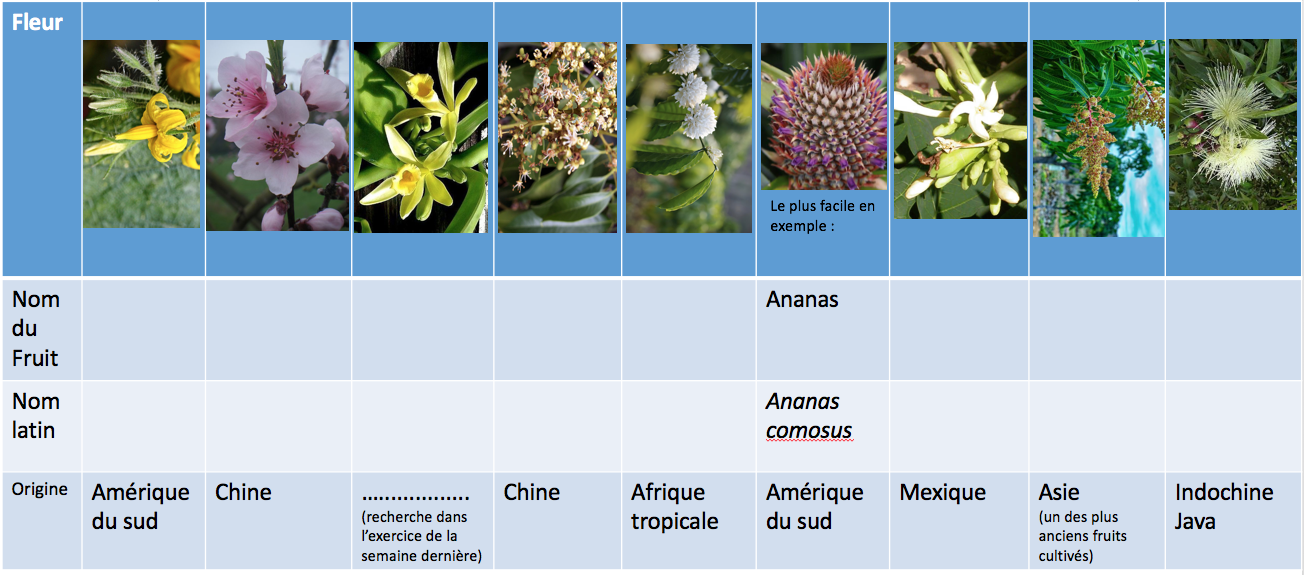 Fleur
Le plus facile en
exemple :
Nom
du
Fruit
Ananas
Nom
latin
Ananas
comosus
Origine
Amérique
du sud
Chine
…...............
(recherche dans
l'exercice de la
semaine dernière)
Chine
Afrique
tropicale
Amérique
du sud
Mexique
Asie
(un des plus
anciens fruits
cultivés)
Indochine
Java